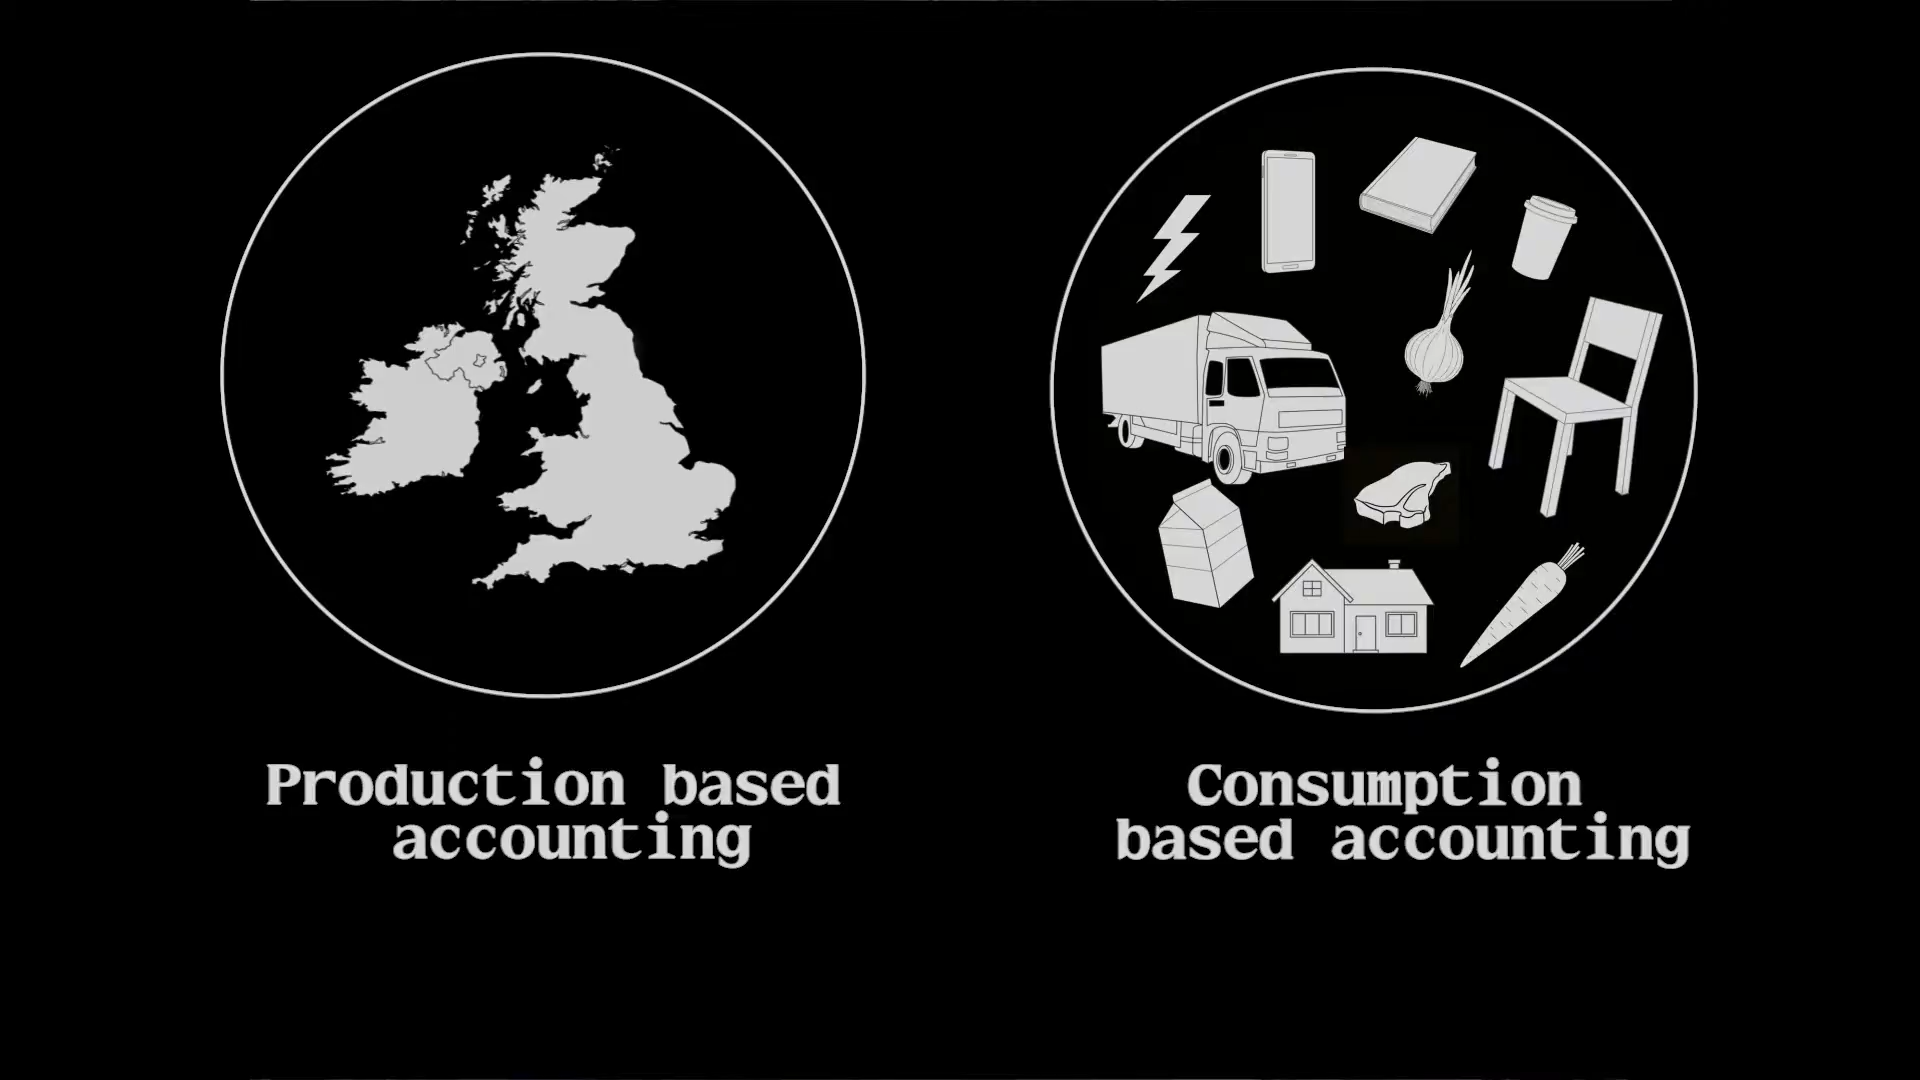 Production based
accounting
Consumption
based accounting